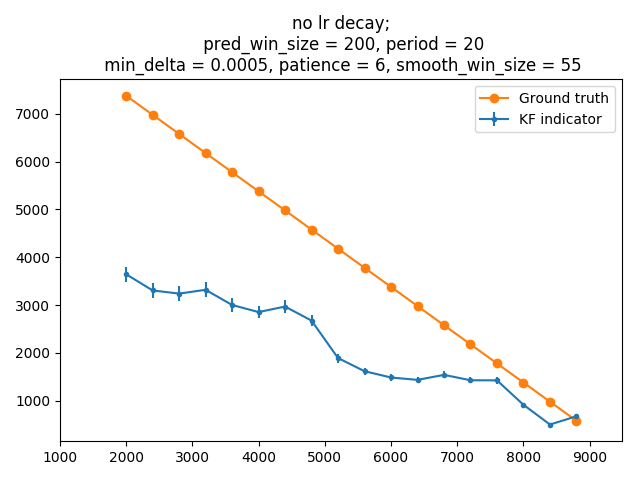 no lr decay;
pred_win_size = 200, period = 20
min_delta = 0.0005, patience = 6, smooth_win_size = 55
Ground truth
KF indicator
7000
6000
5000
4000
3000
2000
1000
1000 2000 3000 4000 5000 6000 7000 8000 9000